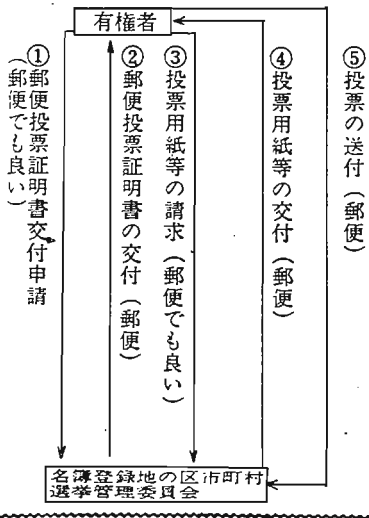 有権者
①郵便投票証明書交付申請
(郵便でも良い)
②郵便投票証明書の交付(郵便)
③投票用紙等の請求(郵便でも良い)
④投票用紙等の交付(郵便)
⑤投票の送付(郵便)
名簿登録地の区市町村
選挙管理委員会